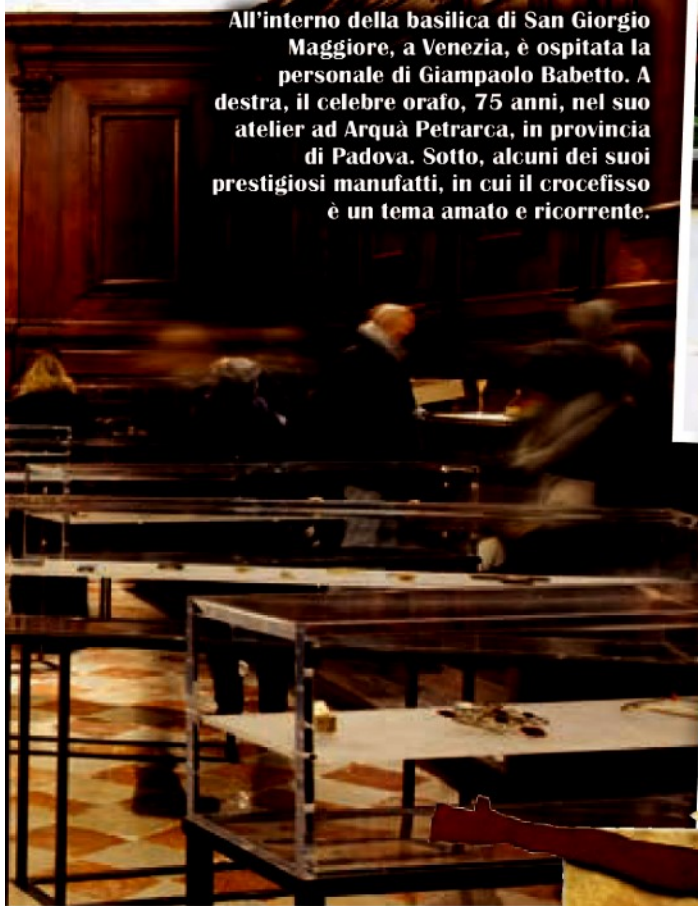 All’interno della basilica di San Giorgio
Maggiore, a Venezia, è ospitata la
personale di Giampaolo Babetto. A
destra, il celebre orafo, 75 anni, nel suo
atelier ad Arquà Petrarca, in provincia
di Padova. Sotto, alcuni dei suoi
prestigiosi manufatti, in cui il crocefisso
è un tema amato e ricorrente.